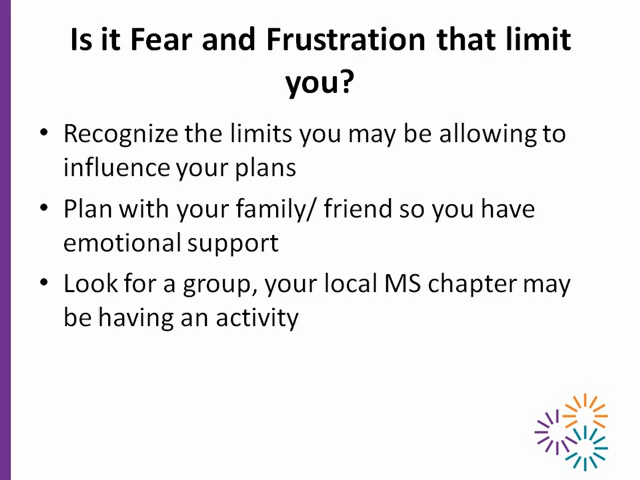 Is it Fear and Frustration that limit
you?
• Recognize the limits you may be allowing to
influence your plans
• Plan with your family/ friend so you have
emotional support
• Look for a group, your local MS chapter may
be having an activity